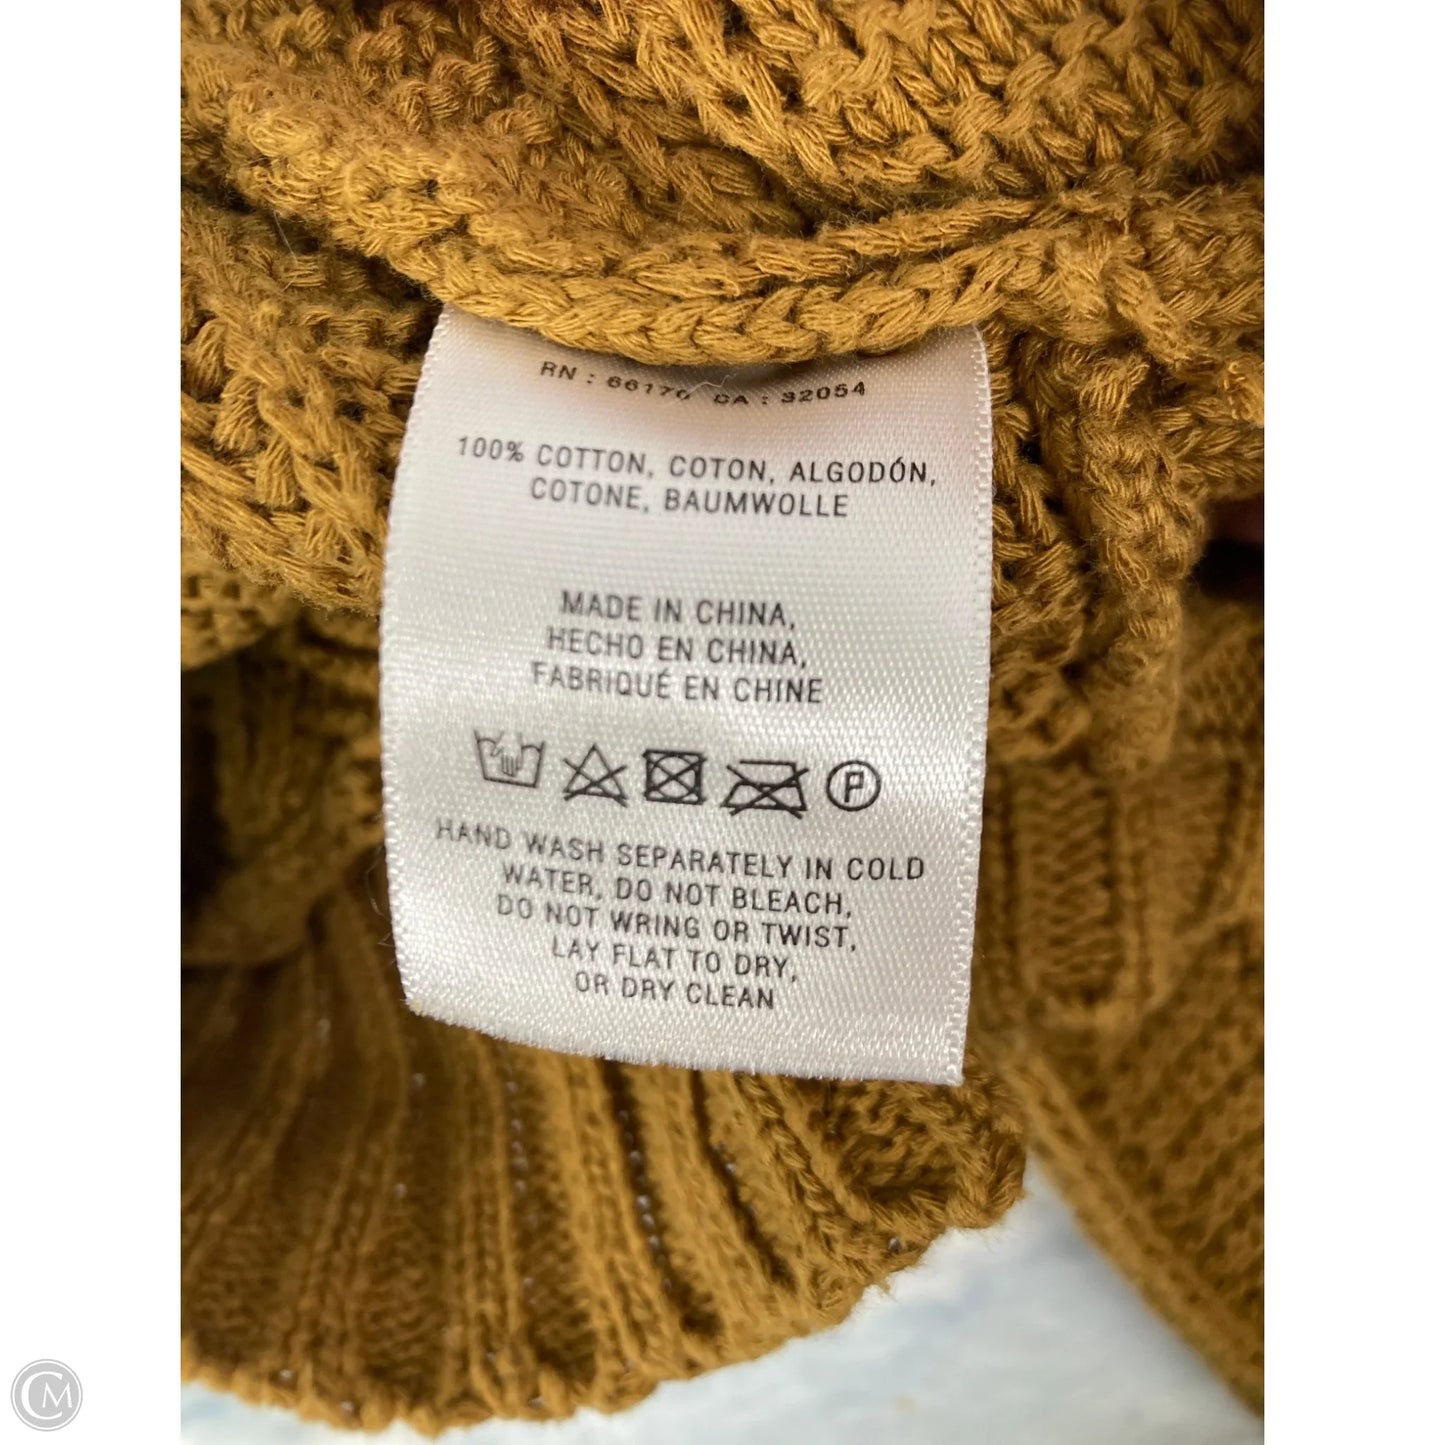 RN : 66170 CA : 32054
100% COTTON, COTON, ALGODÓN,
COTONE, BAUMWOLLE
MADE IN CHINA,
HECHO EN CHINA,
FABRIQUÉ EN CHINE
P
HAND WASH SEPARATELY IN COLD
WATER, DO NOT BLEACH,
DO NOT WRING OR TWIST,
LAY FLAT TO DRY,
OR DRY CLEAN
CM